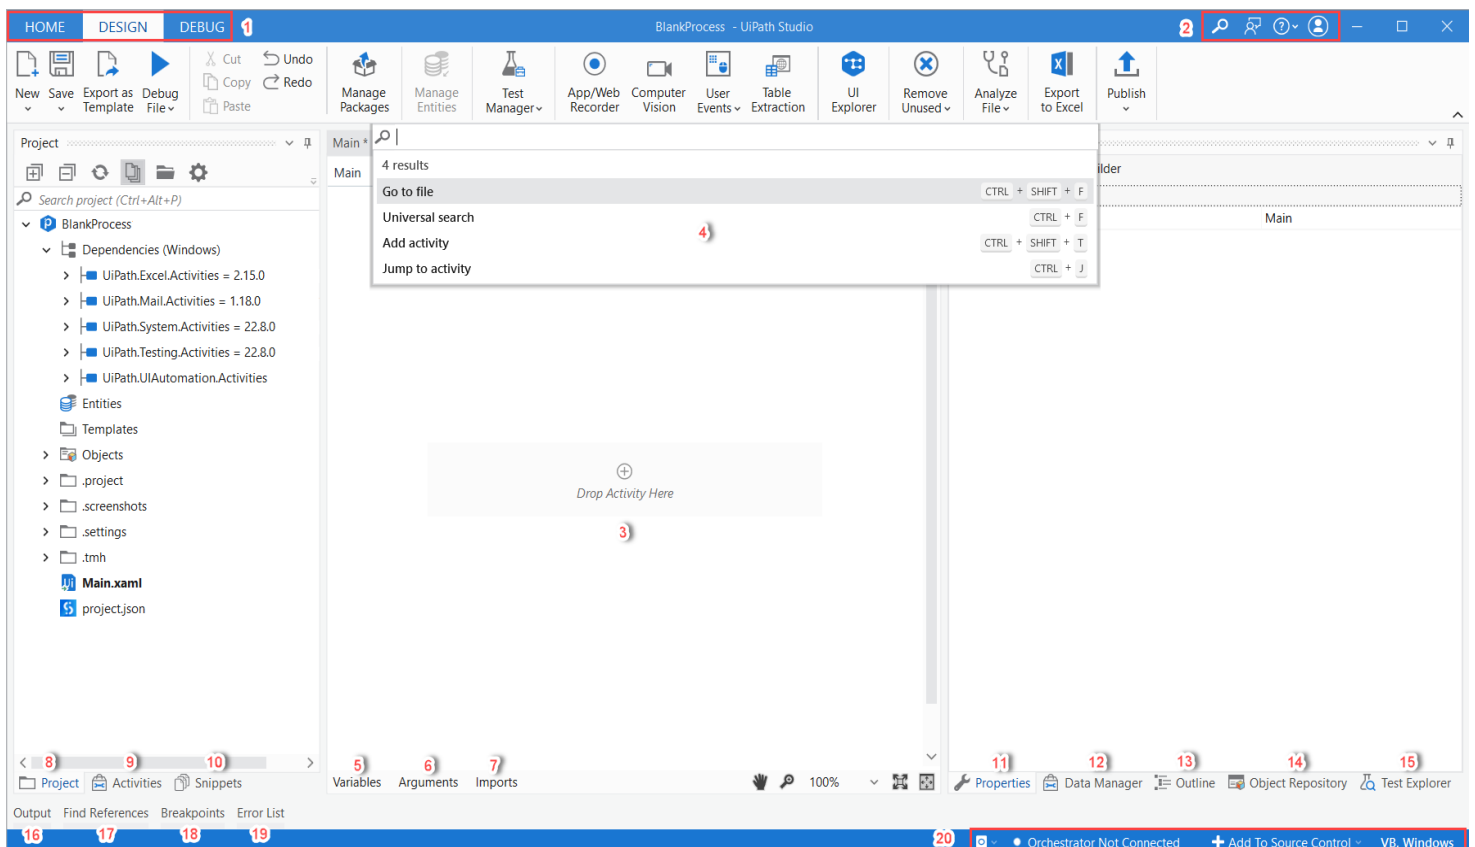 HOME DESIGN DEBUG 1 BlankProcess - UiPath Studio 2
New Save Export as Template Debug File Cut Copy Paste Undo Redo Manage Packages Manage Entities Test Manager App/Web Recorder Computer Vision User Events Table Extraction UI Explorer Remove Unused Analyze File Export to Excel Publish
Project
Search project (Ctrl+Alt+P)
BlankProcess
Dependencies (Windows)
UiPath.Excel.Activities = 2.15.0
UiPath.Mail.Activities = 1.18.0
UiPath.System.Activities = 22.8.0
UiPath.Testing.Activities = 22.8.0
UiPath.UIAutomation.Activities
Entities
Templates
Objects
.project
.screenshots
.settings
.tmh
Main.xaml
project.json
Main *
Main
4 results
Go to file CTRL + SHIFT + F
Universal search CTRL + F
4
Add activity CTRL + SHIFT + T
Jump to activity CTRL + J
Drop Activity Here
3
ilder
Main
8 9 10
Project Activities Snippets
5 6 7
Variables Arguments Imports 100%
11 12 13 14 15
Properties Data Manager Outline Object Repository Test Explorer
Output Find References Breakpoints Error List
16 17 18 19
20 Orchestrator Not Connected Add To Source Control VB, Windows